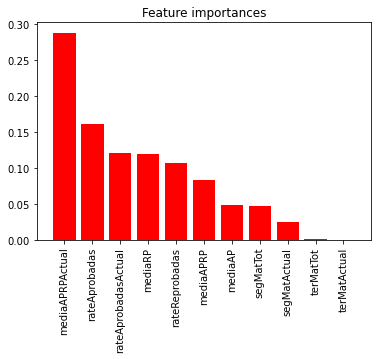 Feature importances
0.30
0.25
0.20
0.15
0.10
0.05
0.00
mediaAPRPActual
rateAprobadas
rateAprobadasActual
mediaRP
rateReprobadas
mediaAPRP
mediaAP
segMatTot
segMatActual
terMatTot
terMatActual